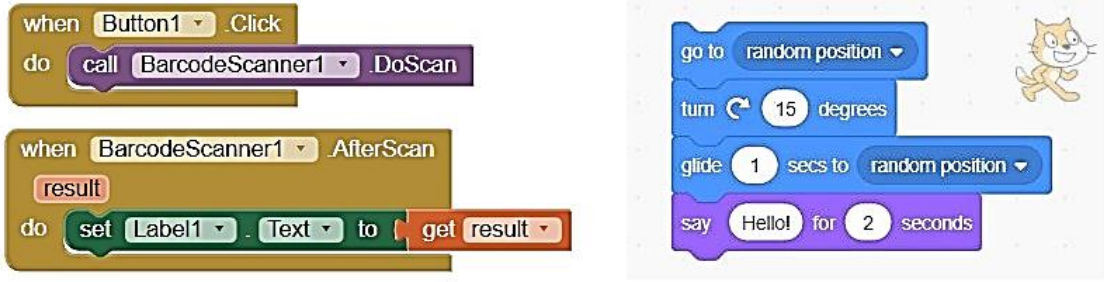 when Button1 .Click
do call BarcodeScanner1 .DoScan
when BarcodeScanner1 .AfterScan
result
do set Label1 . Text to get result
go to random position
turn 15 degrees
glide 1 secs to random position
say Hello! for 2 seconds